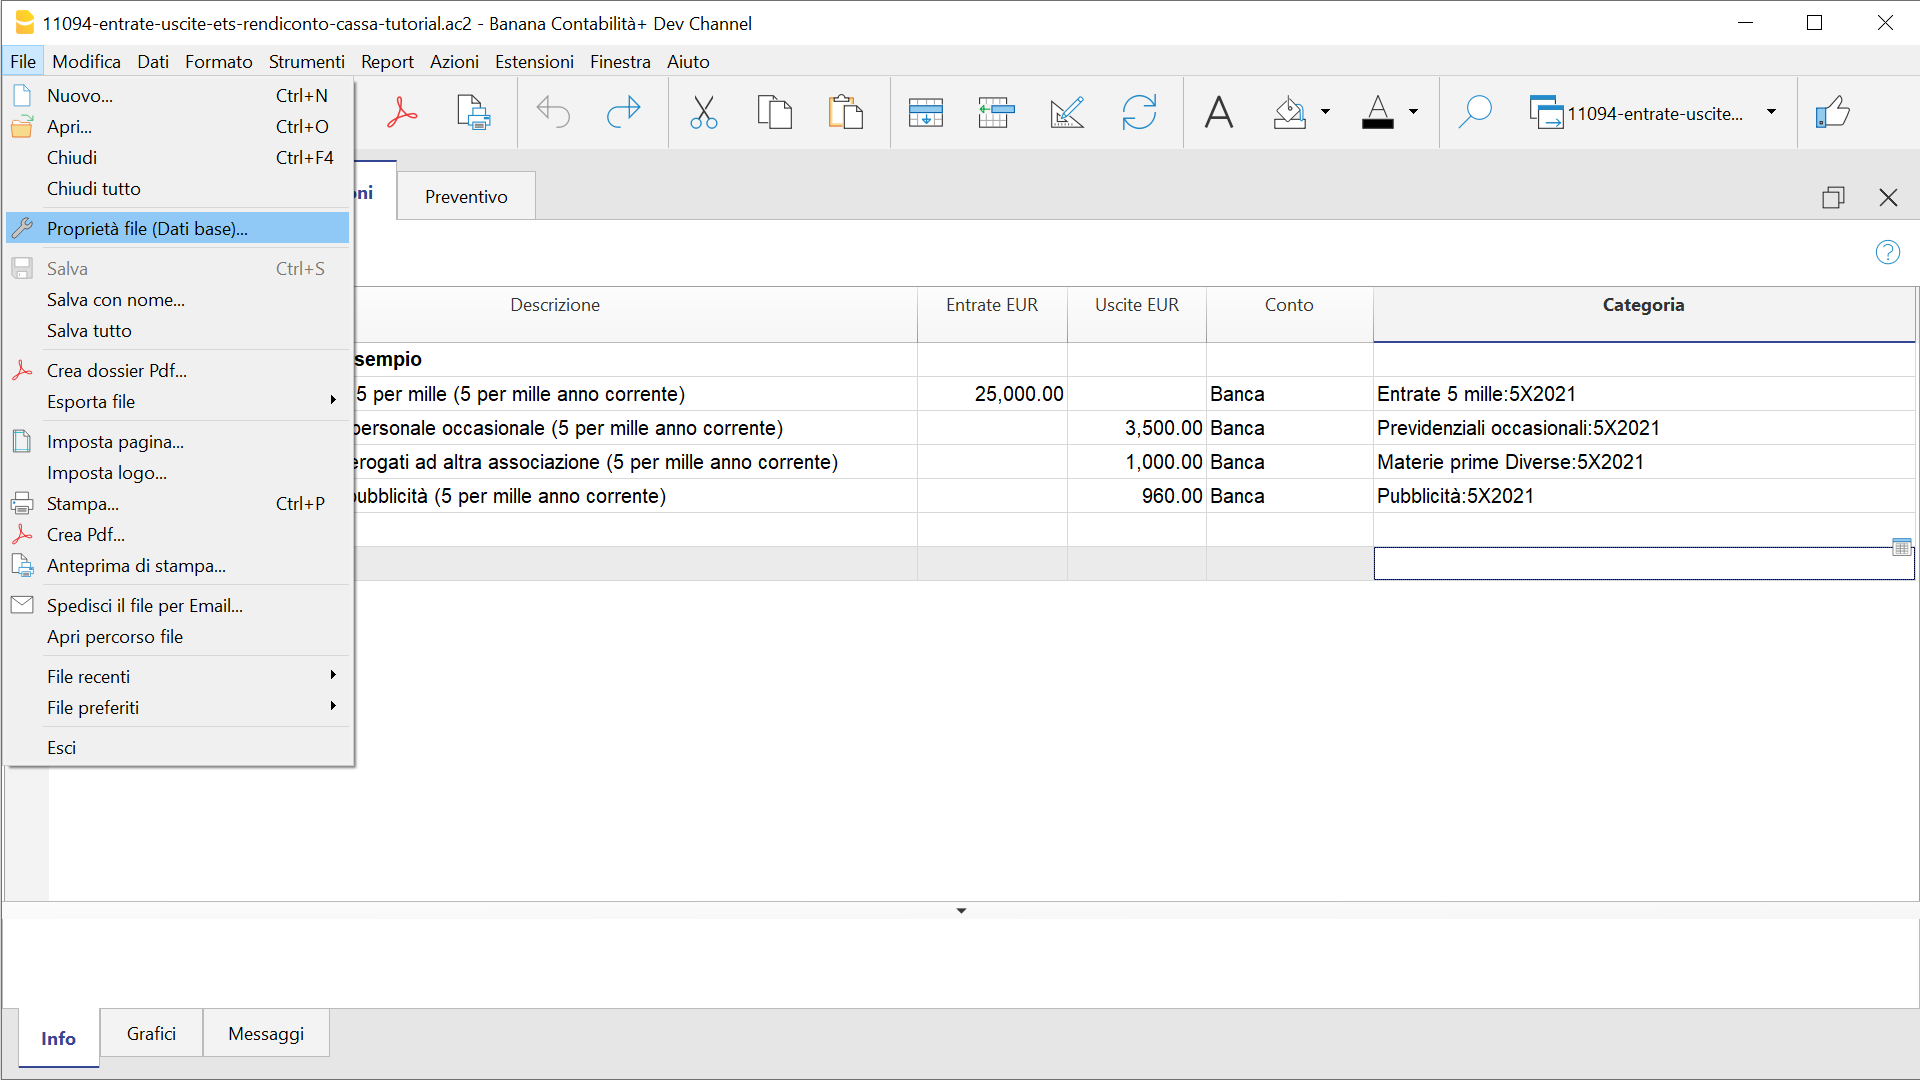 11094-entrate-uscite-ets-rendiconto-cassa-tutorial.ac2 - Banana Contabilità+ Dev Channel
File Modifica Dati Formato Strumenti Report Azioni Estensioni Finestra Aiuto
Nuovo... Ctrl+N
Apri... Ctrl+O
Chiudi Ctrl+F4
Chiudi tutto
Proprietà file (Dati base)...
Salva Ctrl+S
Salva con nome...
Salva tutto
Crea dossier Pdf...
Esporta file
Imposta pagina...
Imposta logo...
Stampa... Ctrl+P
Crea Pdf...
Anteprima di stampa...
Spedisci il file per Email...
Apri percorso file
File recenti
File preferiti
Esci
11094-entrate-uscite...
oni Preventivo
Descrizione Entrate EUR Uscite EUR Conto Categoria
sempio
5 per mille (5 per mille anno corrente) 25,000.00 Banca Entrate 5 mille:5X2021
personale occasionale (5 per mille anno corrente) 3,500.00 Banca Previdenziali occasionali:5X2021
erogati ad altra associazione (5 per mille anno corrente) 1,000.00 Banca Materie prime Diverse:5X2021
pubblicità (5 per mille anno corrente) 960.00 Banca Pubblicità:5X2021
Info Grafici Messaggi